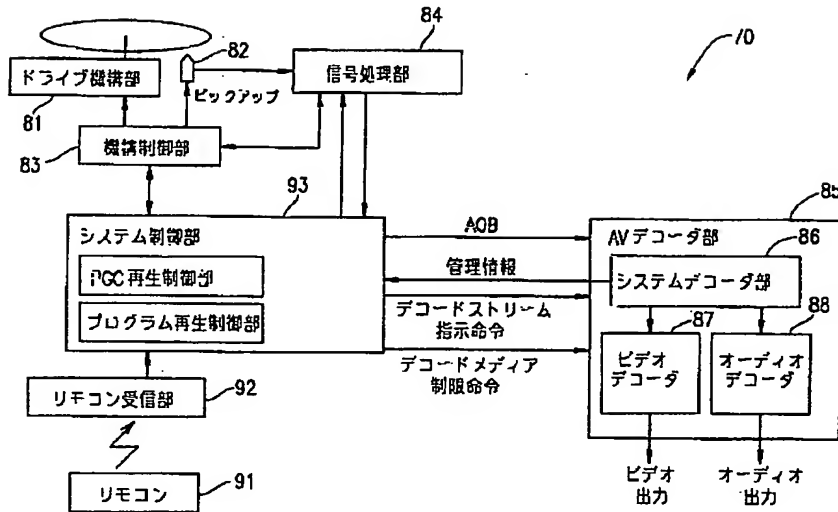 84
82
10
ドライブ機構部
信号処理部
ピックアップ
81
機構制御部
83
93
85
システム制御部
AOB
AVデコーダ部
86
管理情報
PGC再生制御部
システムデコーダ部
プログラム再生制御部
デコードストリーム
指示命令
87
88
ビデオ
デコーダ
オーディオ
デコーダ
デコードメディア
制限命令
リモコン受信部
92
ビデオ
出力
オーディオ
出力
リモコン
91